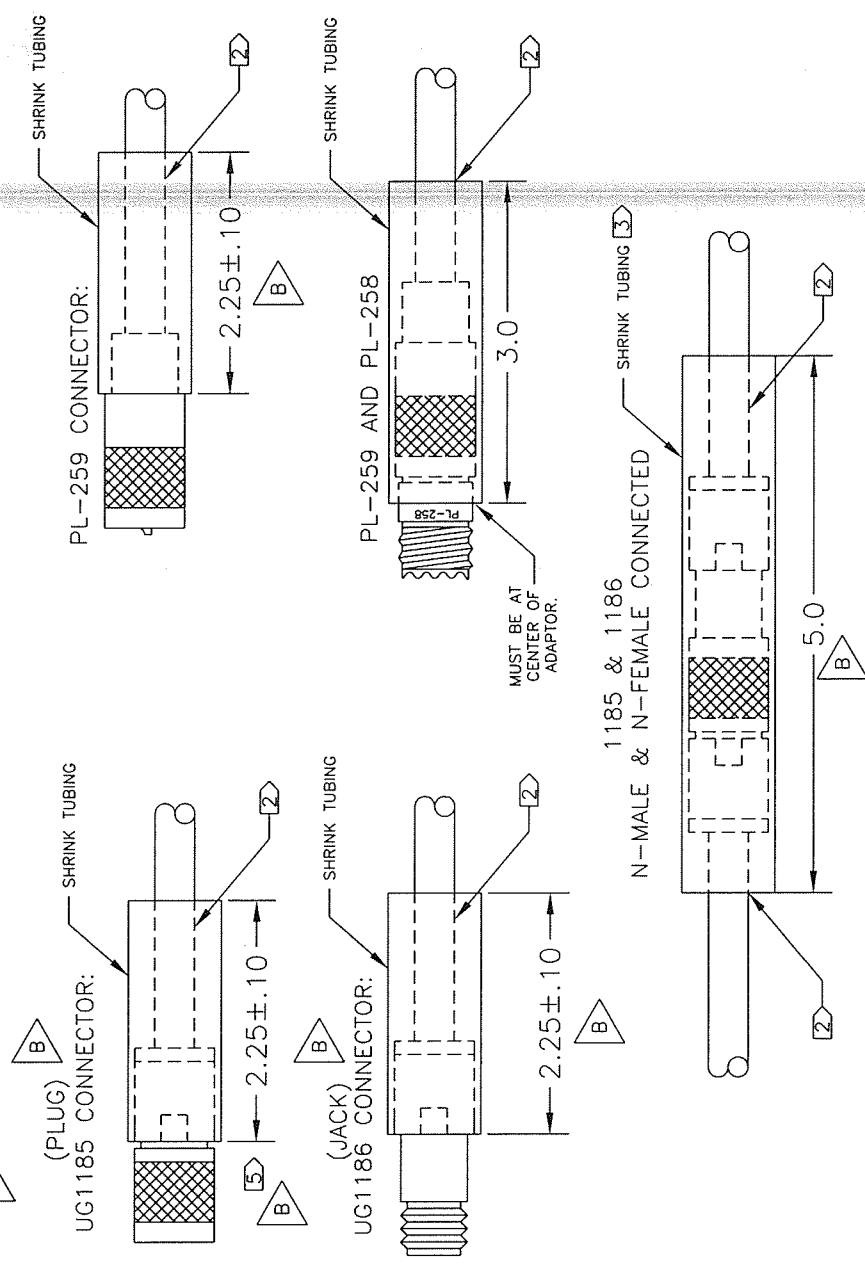 B
(PLUG)
UG1185 CONNECTOR:
SHRINK TUBING
2
2.25±.10
5
B
B
(JACK)
UG1186 CONNECTOR:
SHRINK TUBING
2
2.25±.10
B
PL-259 CONNECTOR:
SHRINK TUBING
2
2.25±.10
B
PL-259 AND PL-258
SHRINK TUBING
2
PL-258
3.0
MUST BE AT
CENTER OF
ADAPTOR.
1185 & 1186
N-MALE & N-FEMALE CONNECTED
SHRINK TUBING 3
2
2
5.0
B